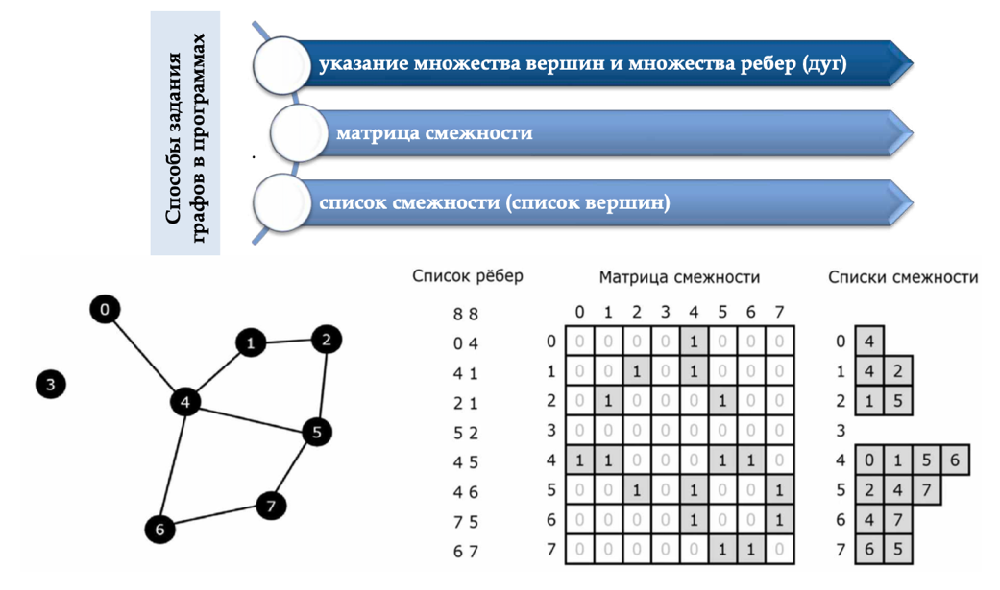 Способы задания
графов в программах
указание множества вершин и множества ребер (дуг)
матрица смежности
список смежности (список вершин)
0
1
2
3
4
5
7
6
Список рёбер
8 8
0 4
4 1
2 1
5 2
4 5
4 6
7 5
6 7
Матрица смежности
0 1 2 3 4 5 6 7
0 0 0 0 0 1 0 0 0
1 0 0 1 0 1 0 0 0
2 0 1 0 0 0 1 0 0
3 0 0 0 0 0 0 0 0
4 1 1 0 0 0 1 1 0
5 0 0 1 0 1 0 0 1
6 0 0 0 0 1 0 0 1
7 0 0 0 0 0 1 1 0
Списки смежности
0 4
1 4 2
2 1 5
3
4 0 1 5 6
5 2 4 7
6 4 7
7 6 5